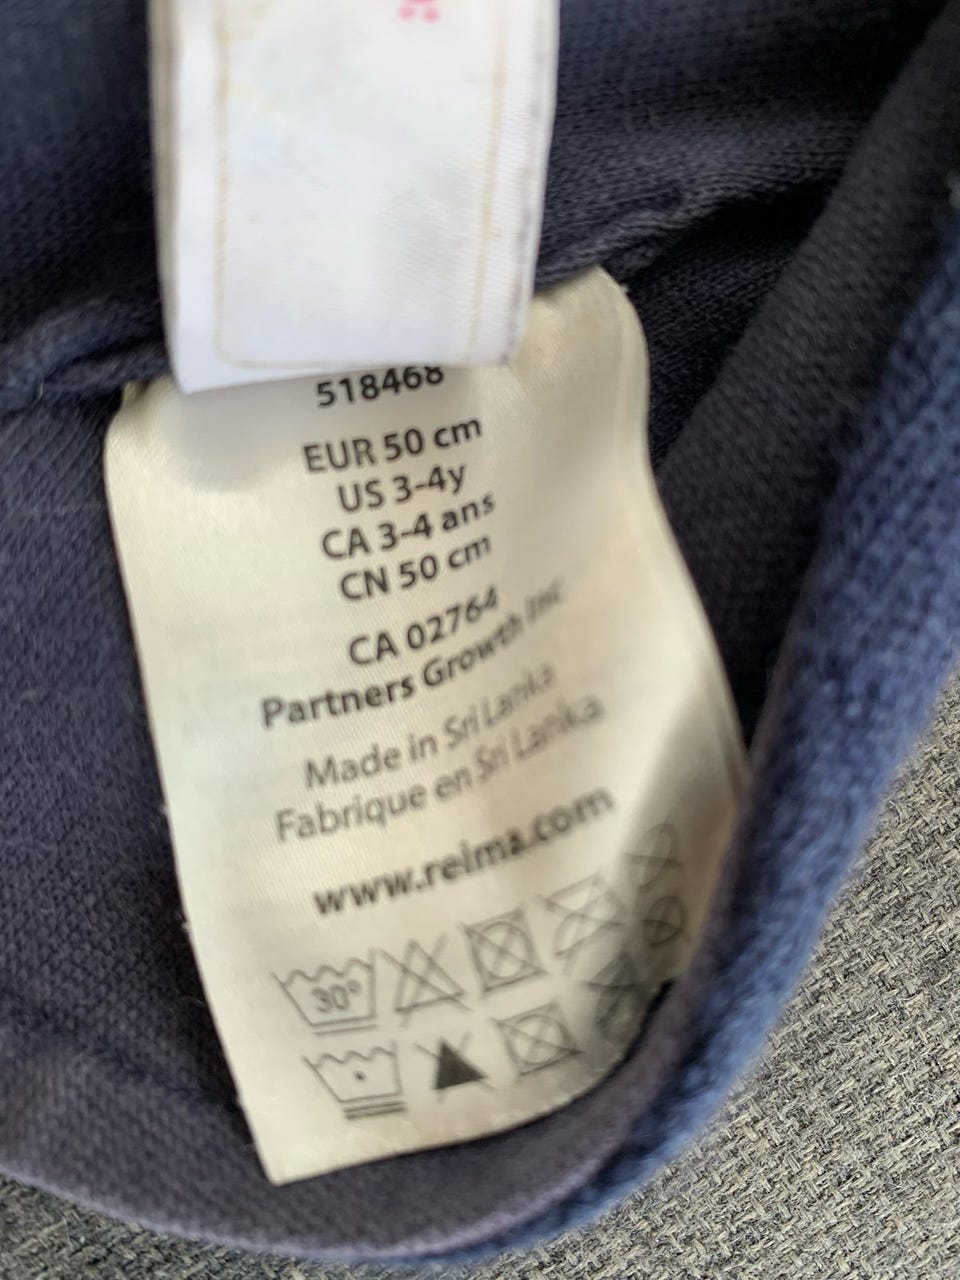 518468
EUR 50 cm
US 3-4y
CA 3-4 ans
CN 50 cm
CA 02764
Partners Growth Inc
Made in Sri Lanka
Fabrique en Sri Lanka
www.reima.com
30°